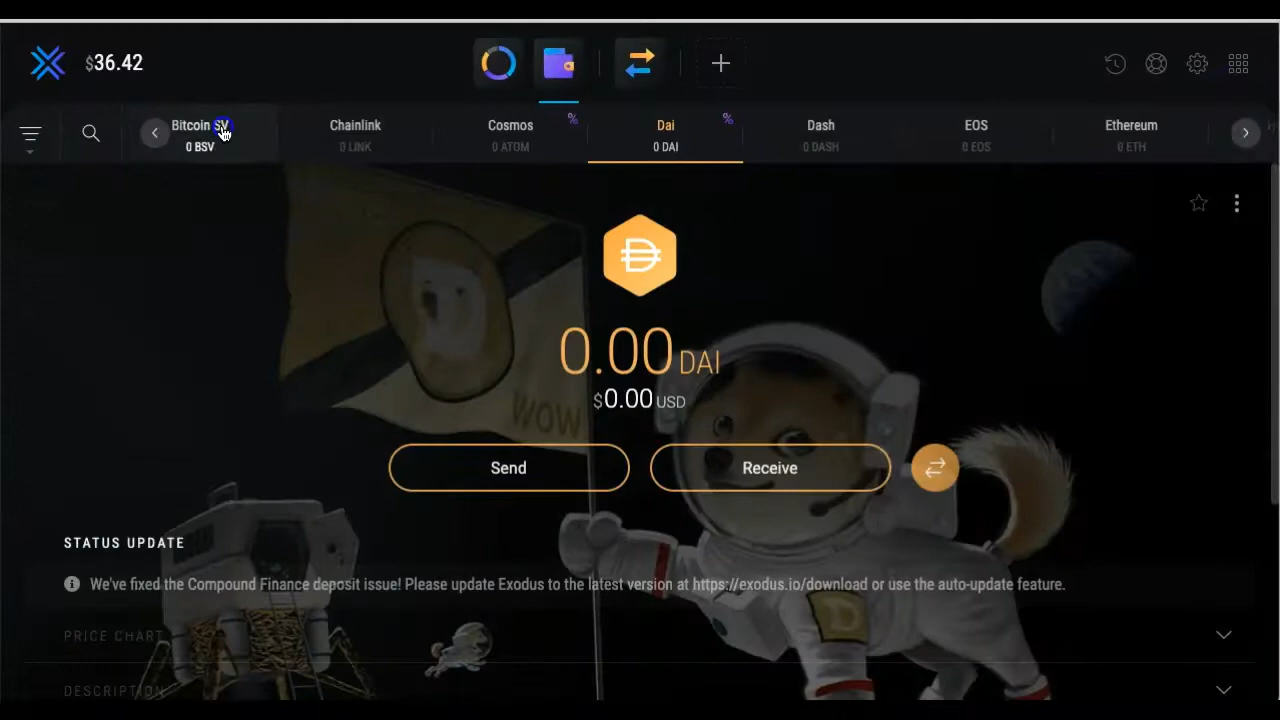 $36.42
Bitcoin SV
0 BSV
Chainlink
0 LINK
Cosmos
%
0 ATOM
Dai
%
0 DAI
Dash
0 DASH
EOS
0 EOS
Ethereum
0 ETH
WOW
0.00 DAI
$0.00 USD
Send
Receive
STATUS UPDATE
We've fixed the Compound Finance deposit issue! Please update Exodus to the latest version at https://exodus.io/download or use the auto-update feature.
PRICE CHART
DESCRIPTION